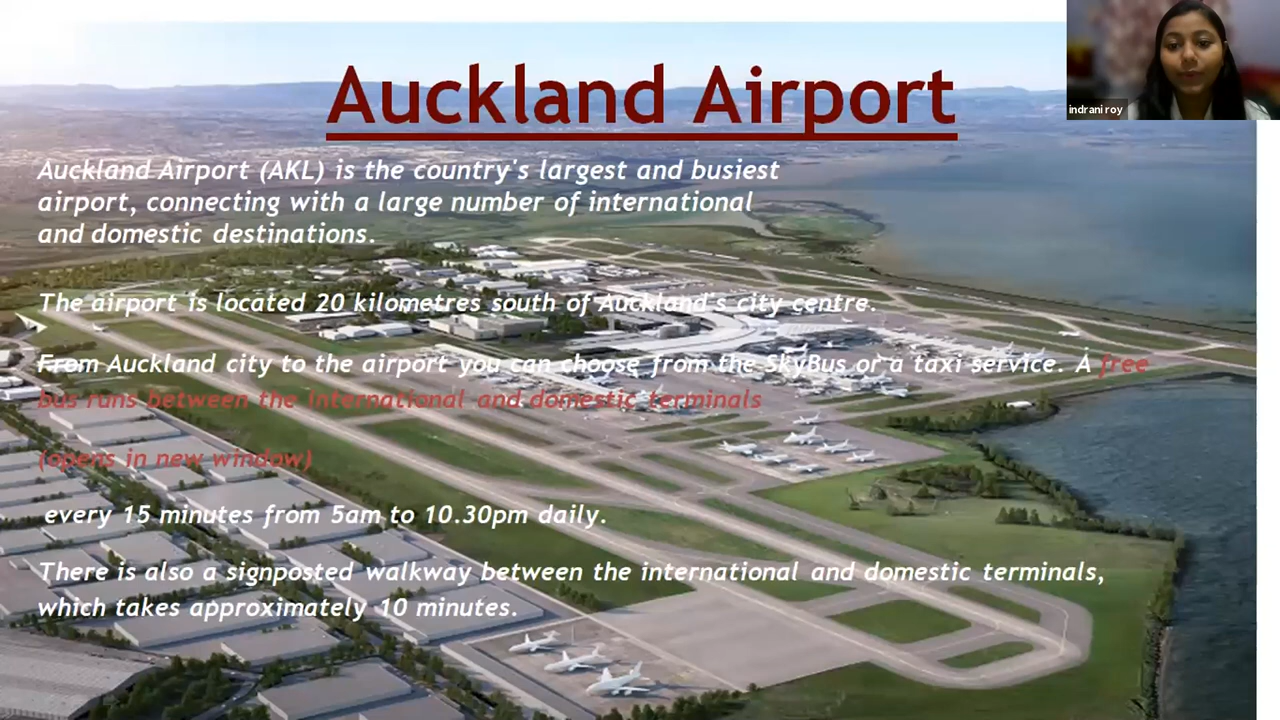 Auckland Airport
indrani roy
Auckland Airport (AKL) is the country's largest and busiest
airport, connecting with a large number of international
and domestic destinations.
The airport is located 20 kilometres south of Auckland's city centre.
From Auckland city to the airport you can choose from the SkyBus or a taxi service. A free
bus runs between the international and domestic terminals
(opens in new window)
every 15 minutes from 5am to 10.30pm daily.
There is also a signposted walkway between the international and domestic terminals,
which takes approximately 10 minutes.